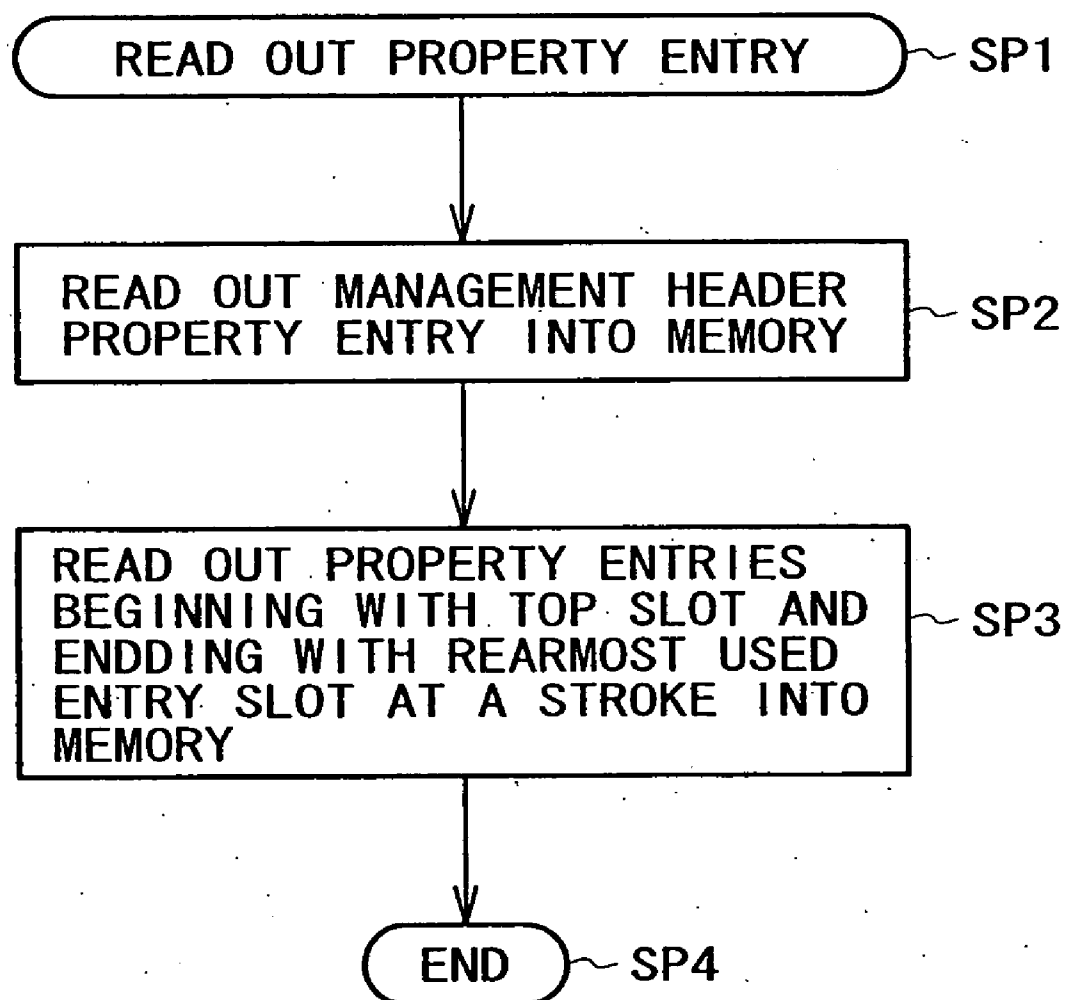 READ OUT PROPERTY ENTRY
SP1
READ OUT MANAGEMENT HEADER
PROPERTY ENTRY INTO MEMORY
SP2
READ OUT PROPERTY ENTRIES
BEGINNING WITH TOP SLOT AND
ENDDING WITH REARMOST USED
ENTRY SLOT AT A STROKE INTO
MEMORY
SP3
END
SP4